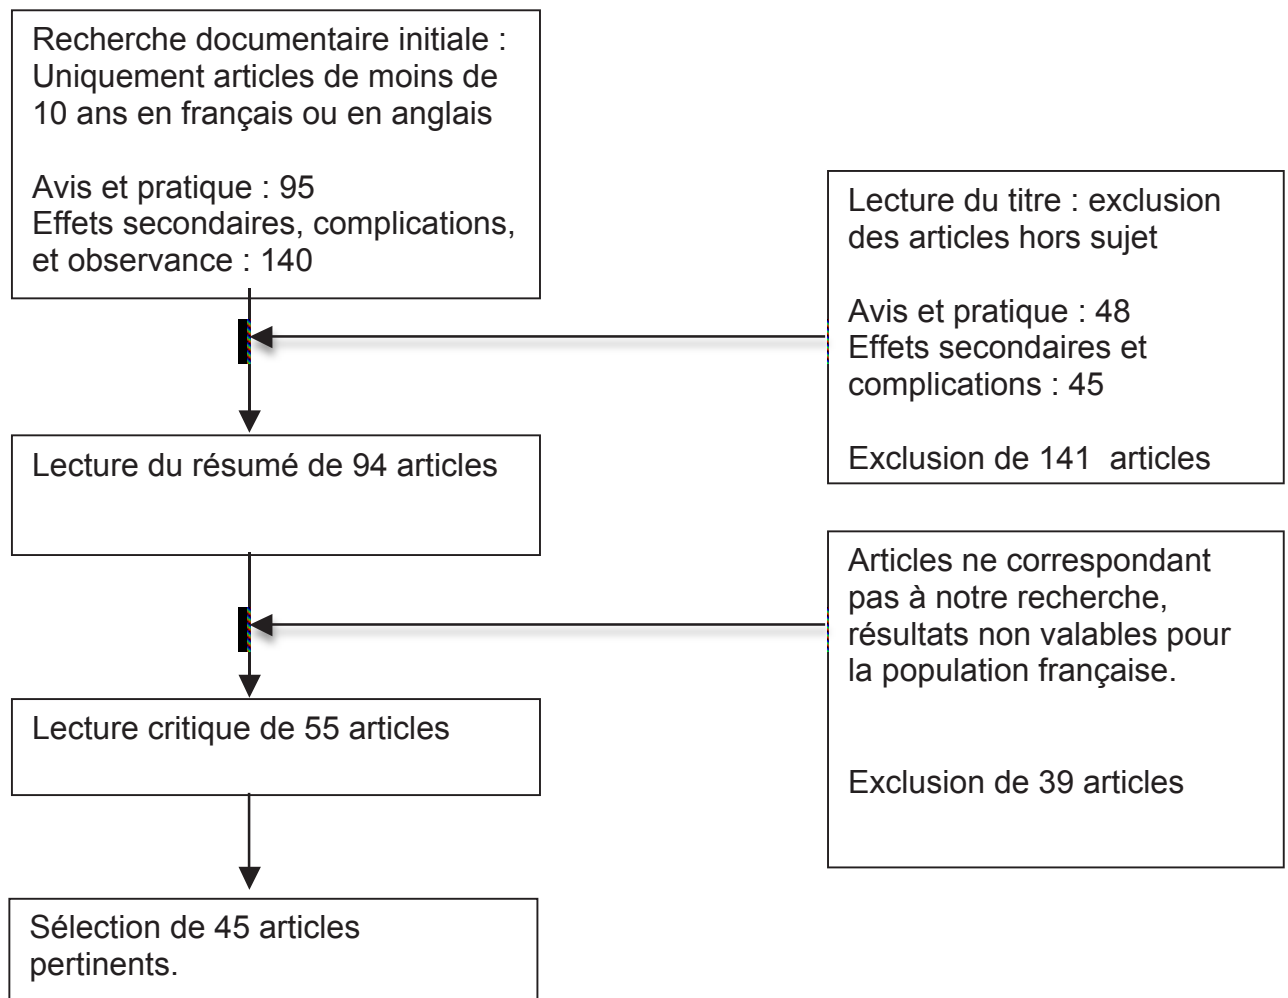 Recherche documentaire initiale :
Uniquement articles de moins de
10 ans en français ou en anglais
Avis et pratique : 95
Effets secondaires, complications,
et observance : 140
Lecture du titre : exclusion
des articles hors sujet
Avis et pratique : 48
Effets secondaires et
complications : 45
Exclusion de 141 articles
Lecture du résumé de 94 articles
Articles ne correspondant
pas à notre recherche,
résultats non valables pour
la population française.
Exclusion de 39 articles
Lecture critique de 55 articles
Sélection de 45 articles
pertinents.